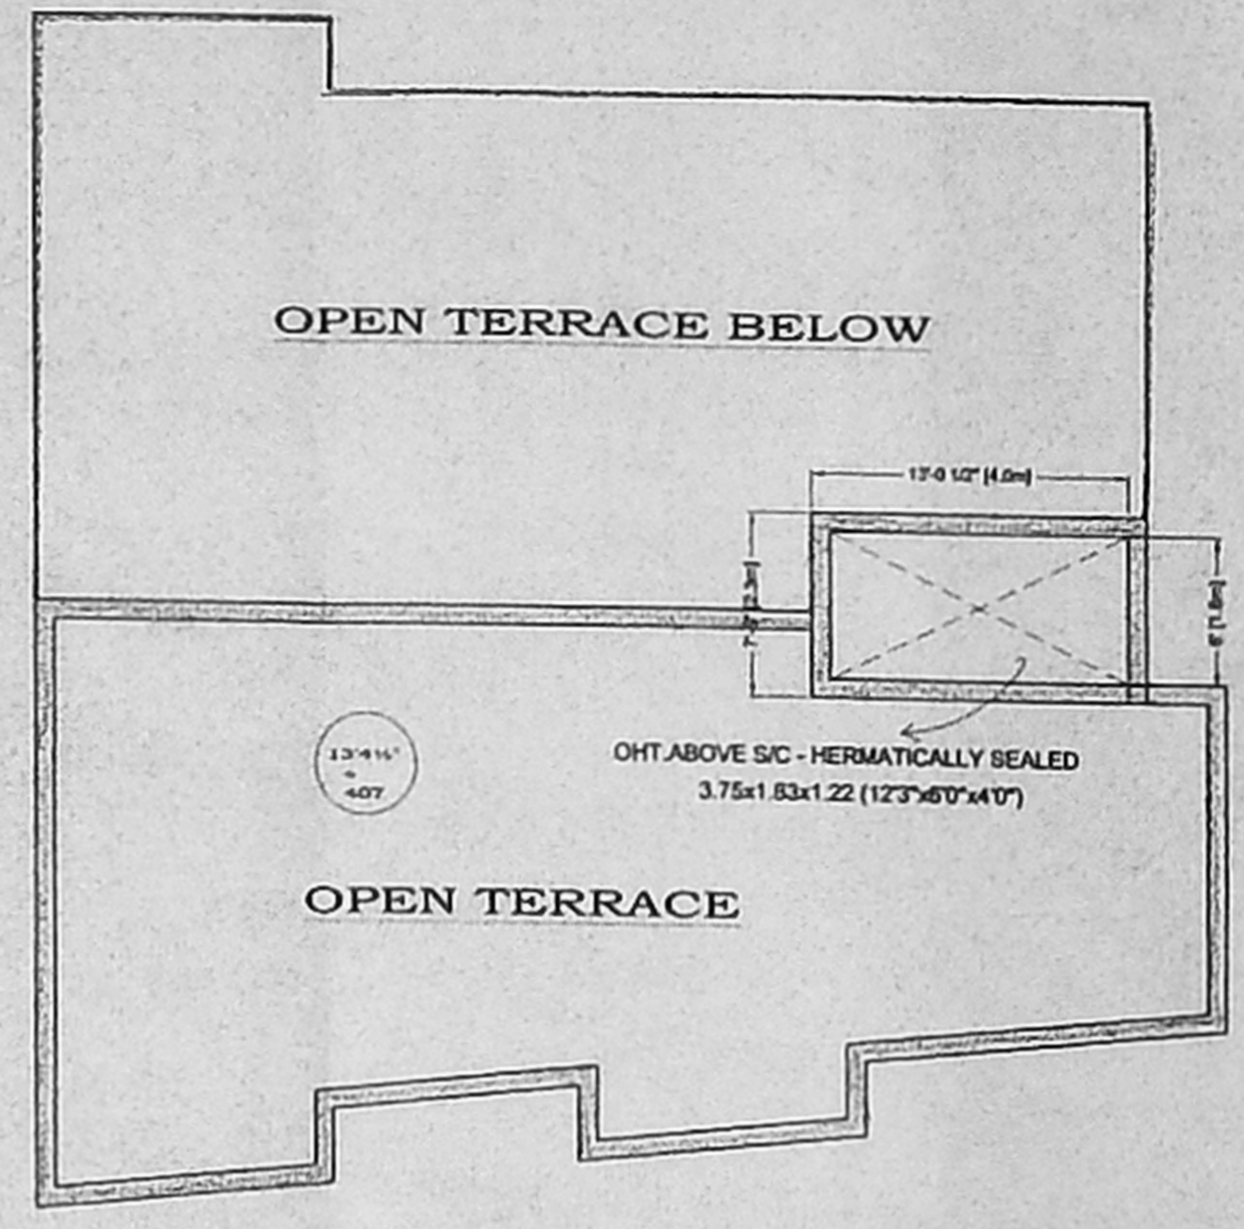 OPEN TERRACE BELOW
13'-0 1/2" [4.0m]
OHT.ABOVE S/C - HERMATICALLY SEALED
3.75x1.83x1.22 (12'3"x6'0"x4'0")
13'4½"
407
OPEN TERRACE